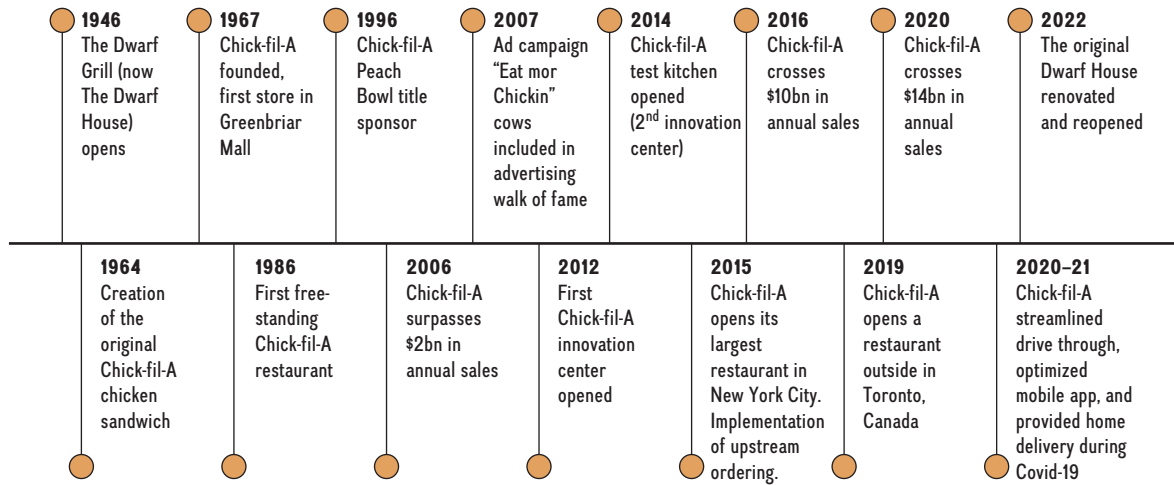 1946
The Dwarf
Grill (now
The Dwarf
House)
opens
1967
Chick-fil-A
founded,
first store in
Greenbriar
Mall
1996
Chick-fil-A
Peach
Bowl title
sponsor
2007
Ad campaign
“Eat mor
Chickin”
cows
included in
advertising
walk of fame
2014
Chick-fil-A
test kitchen
opened
(2nd innovation
center)
2016
Chick-fil-A
crosses
$10bn in
annual sales
2020
Chick-fil-A
crosses
$14bn in
annual
sales
2022
The original
Dwarf House
renovated
and reopened
1964
Creation
of the
original
Chick-fil-A
chicken
sandwich
1986
First free-
standing
Chick-fil-A
restaurant
2006
Chick-fil-A
surpasses
$2bn in
annual sales
2012
First
Chick-fil-A
innovation
center
opened
2015
Chick-fil-A
opens its
largest
restaurant in
New York City.
Implementation
of upstream
ordering.
2019
Chick-fil-A
opens a
restaurant
outside in
Toronto,
Canada
2020–21
Chick-fil-A
streamlined
drive through,
optimized
mobile app, and
provided home
delivery during
Covid-19